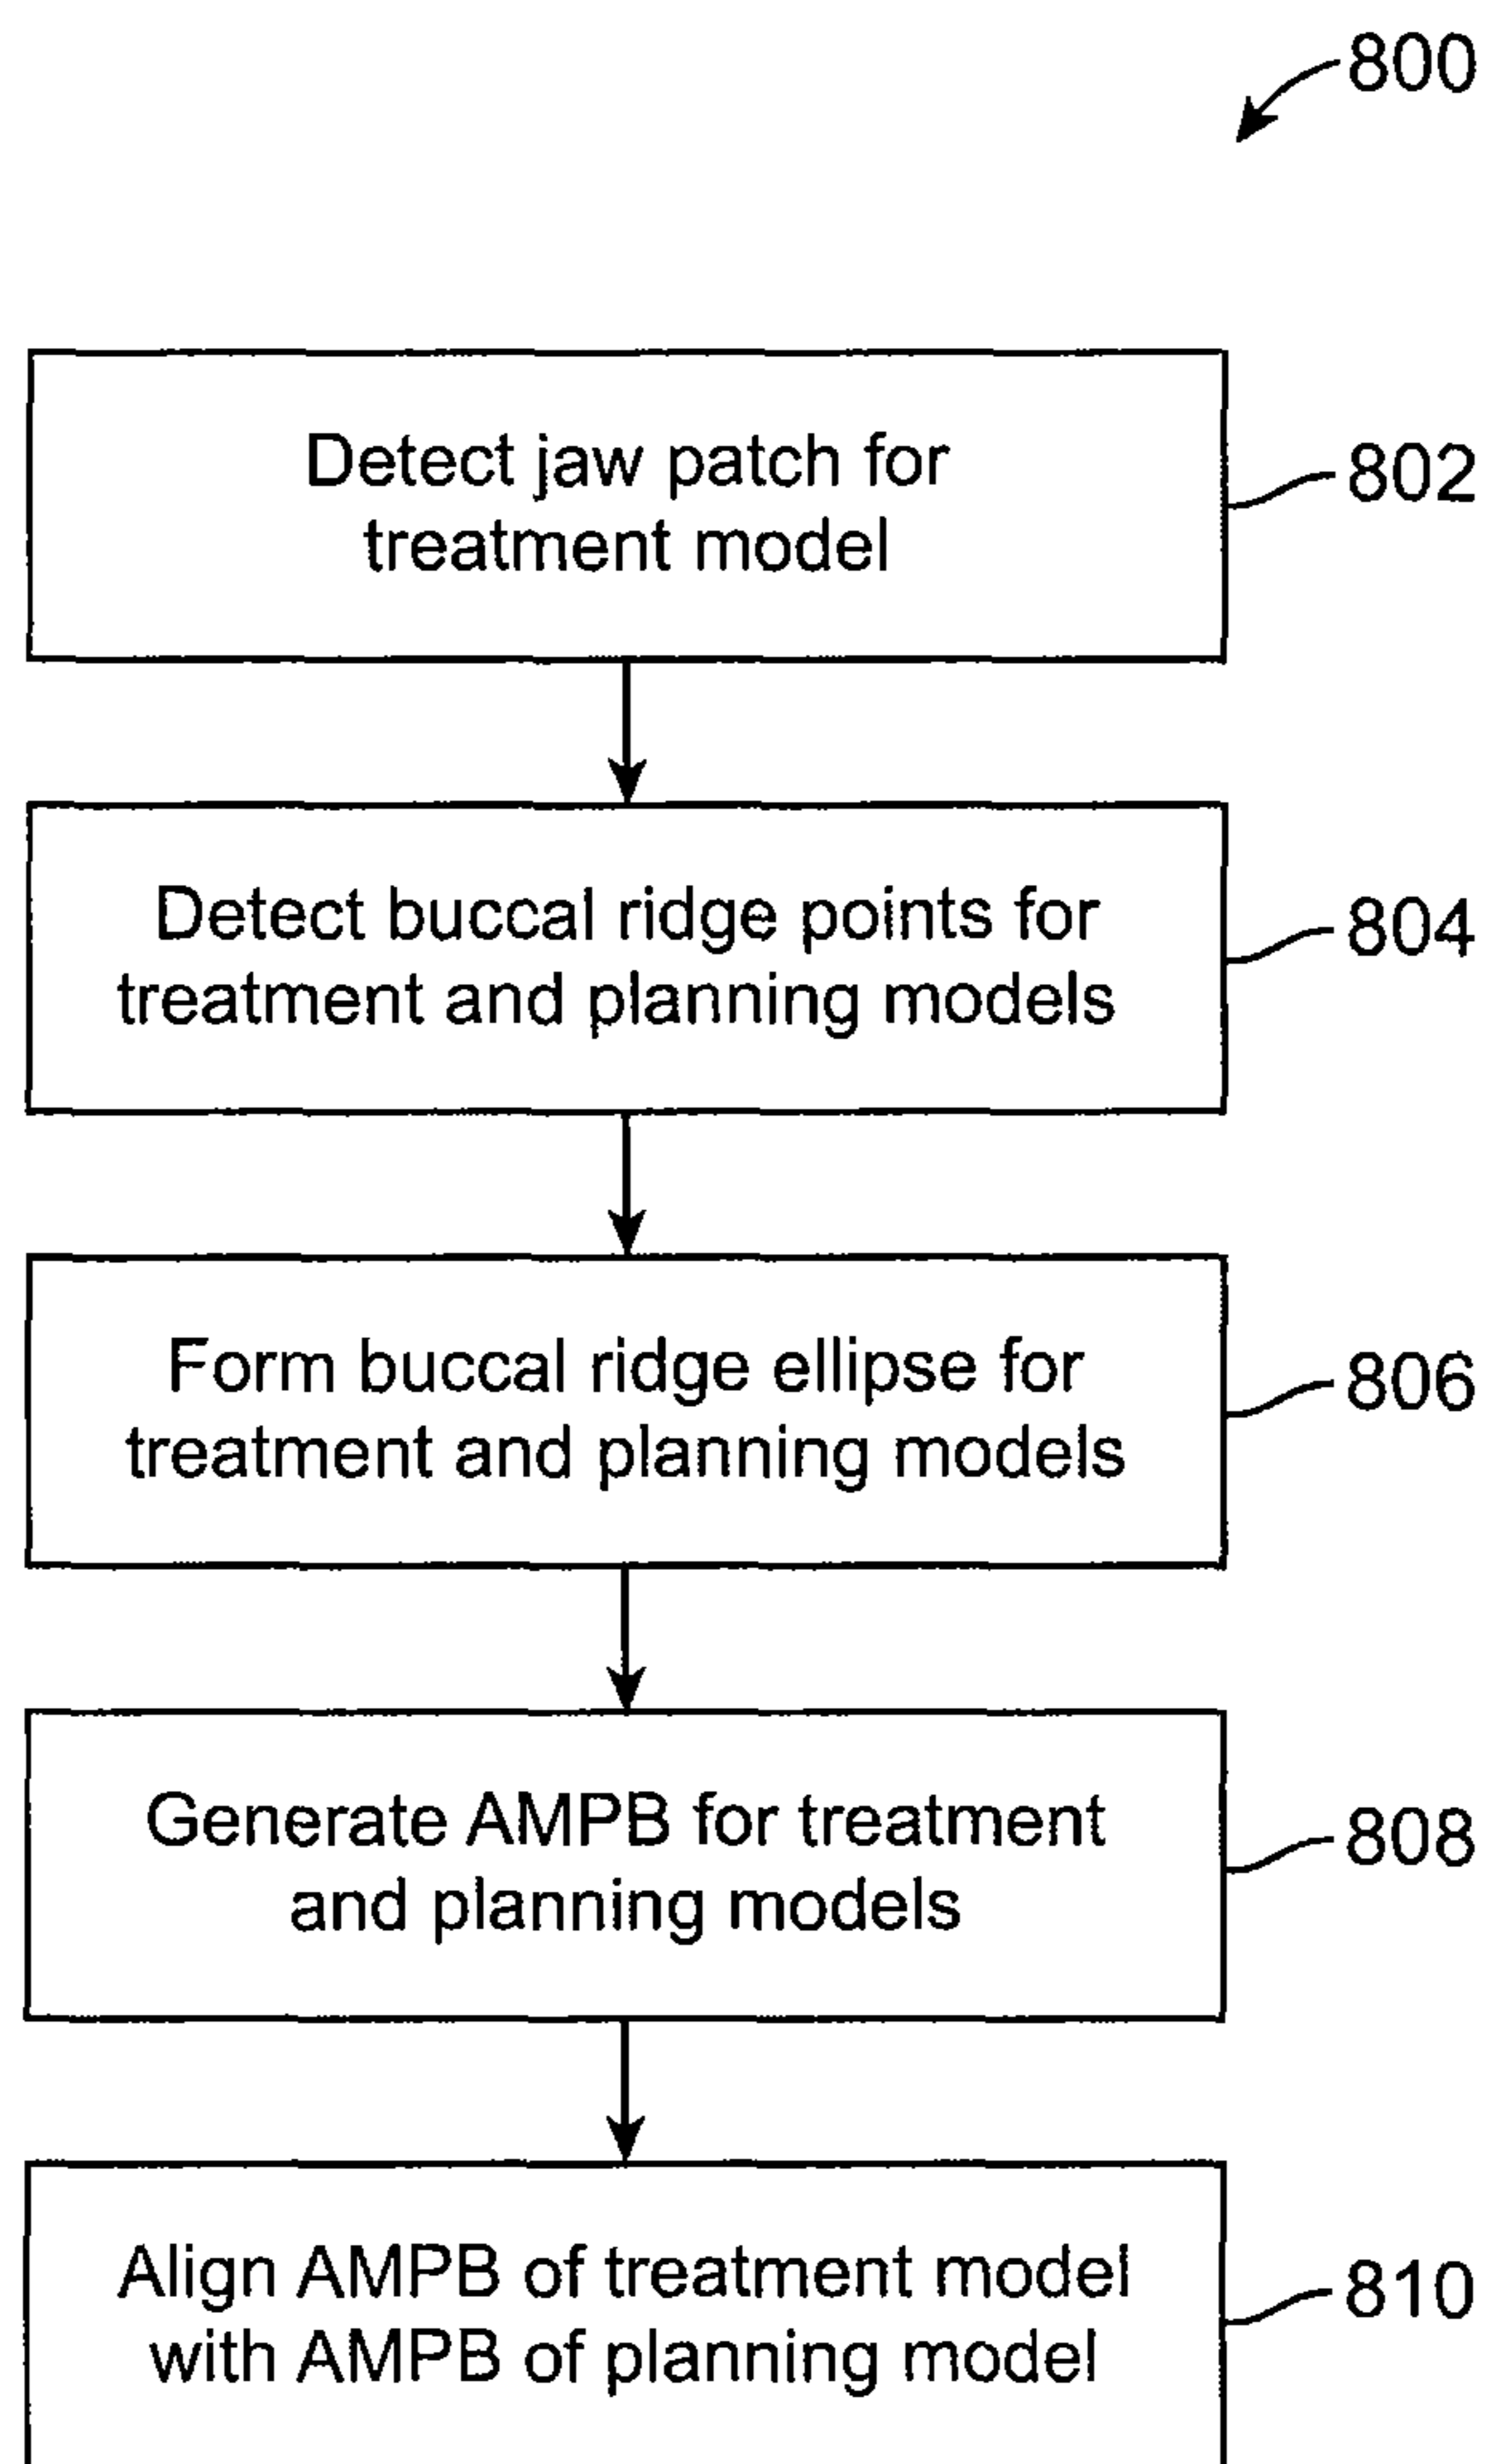 800
Detect jaw patch for
treatment model
802
Detect buccal ridge points for
treatment and planning models
804
Form buccal ridge ellipse for
treatment and planning models
806
Generate AMPB for treatment
and planning models
808
Align AMPB of treatment model
with AMPB of planning model
810